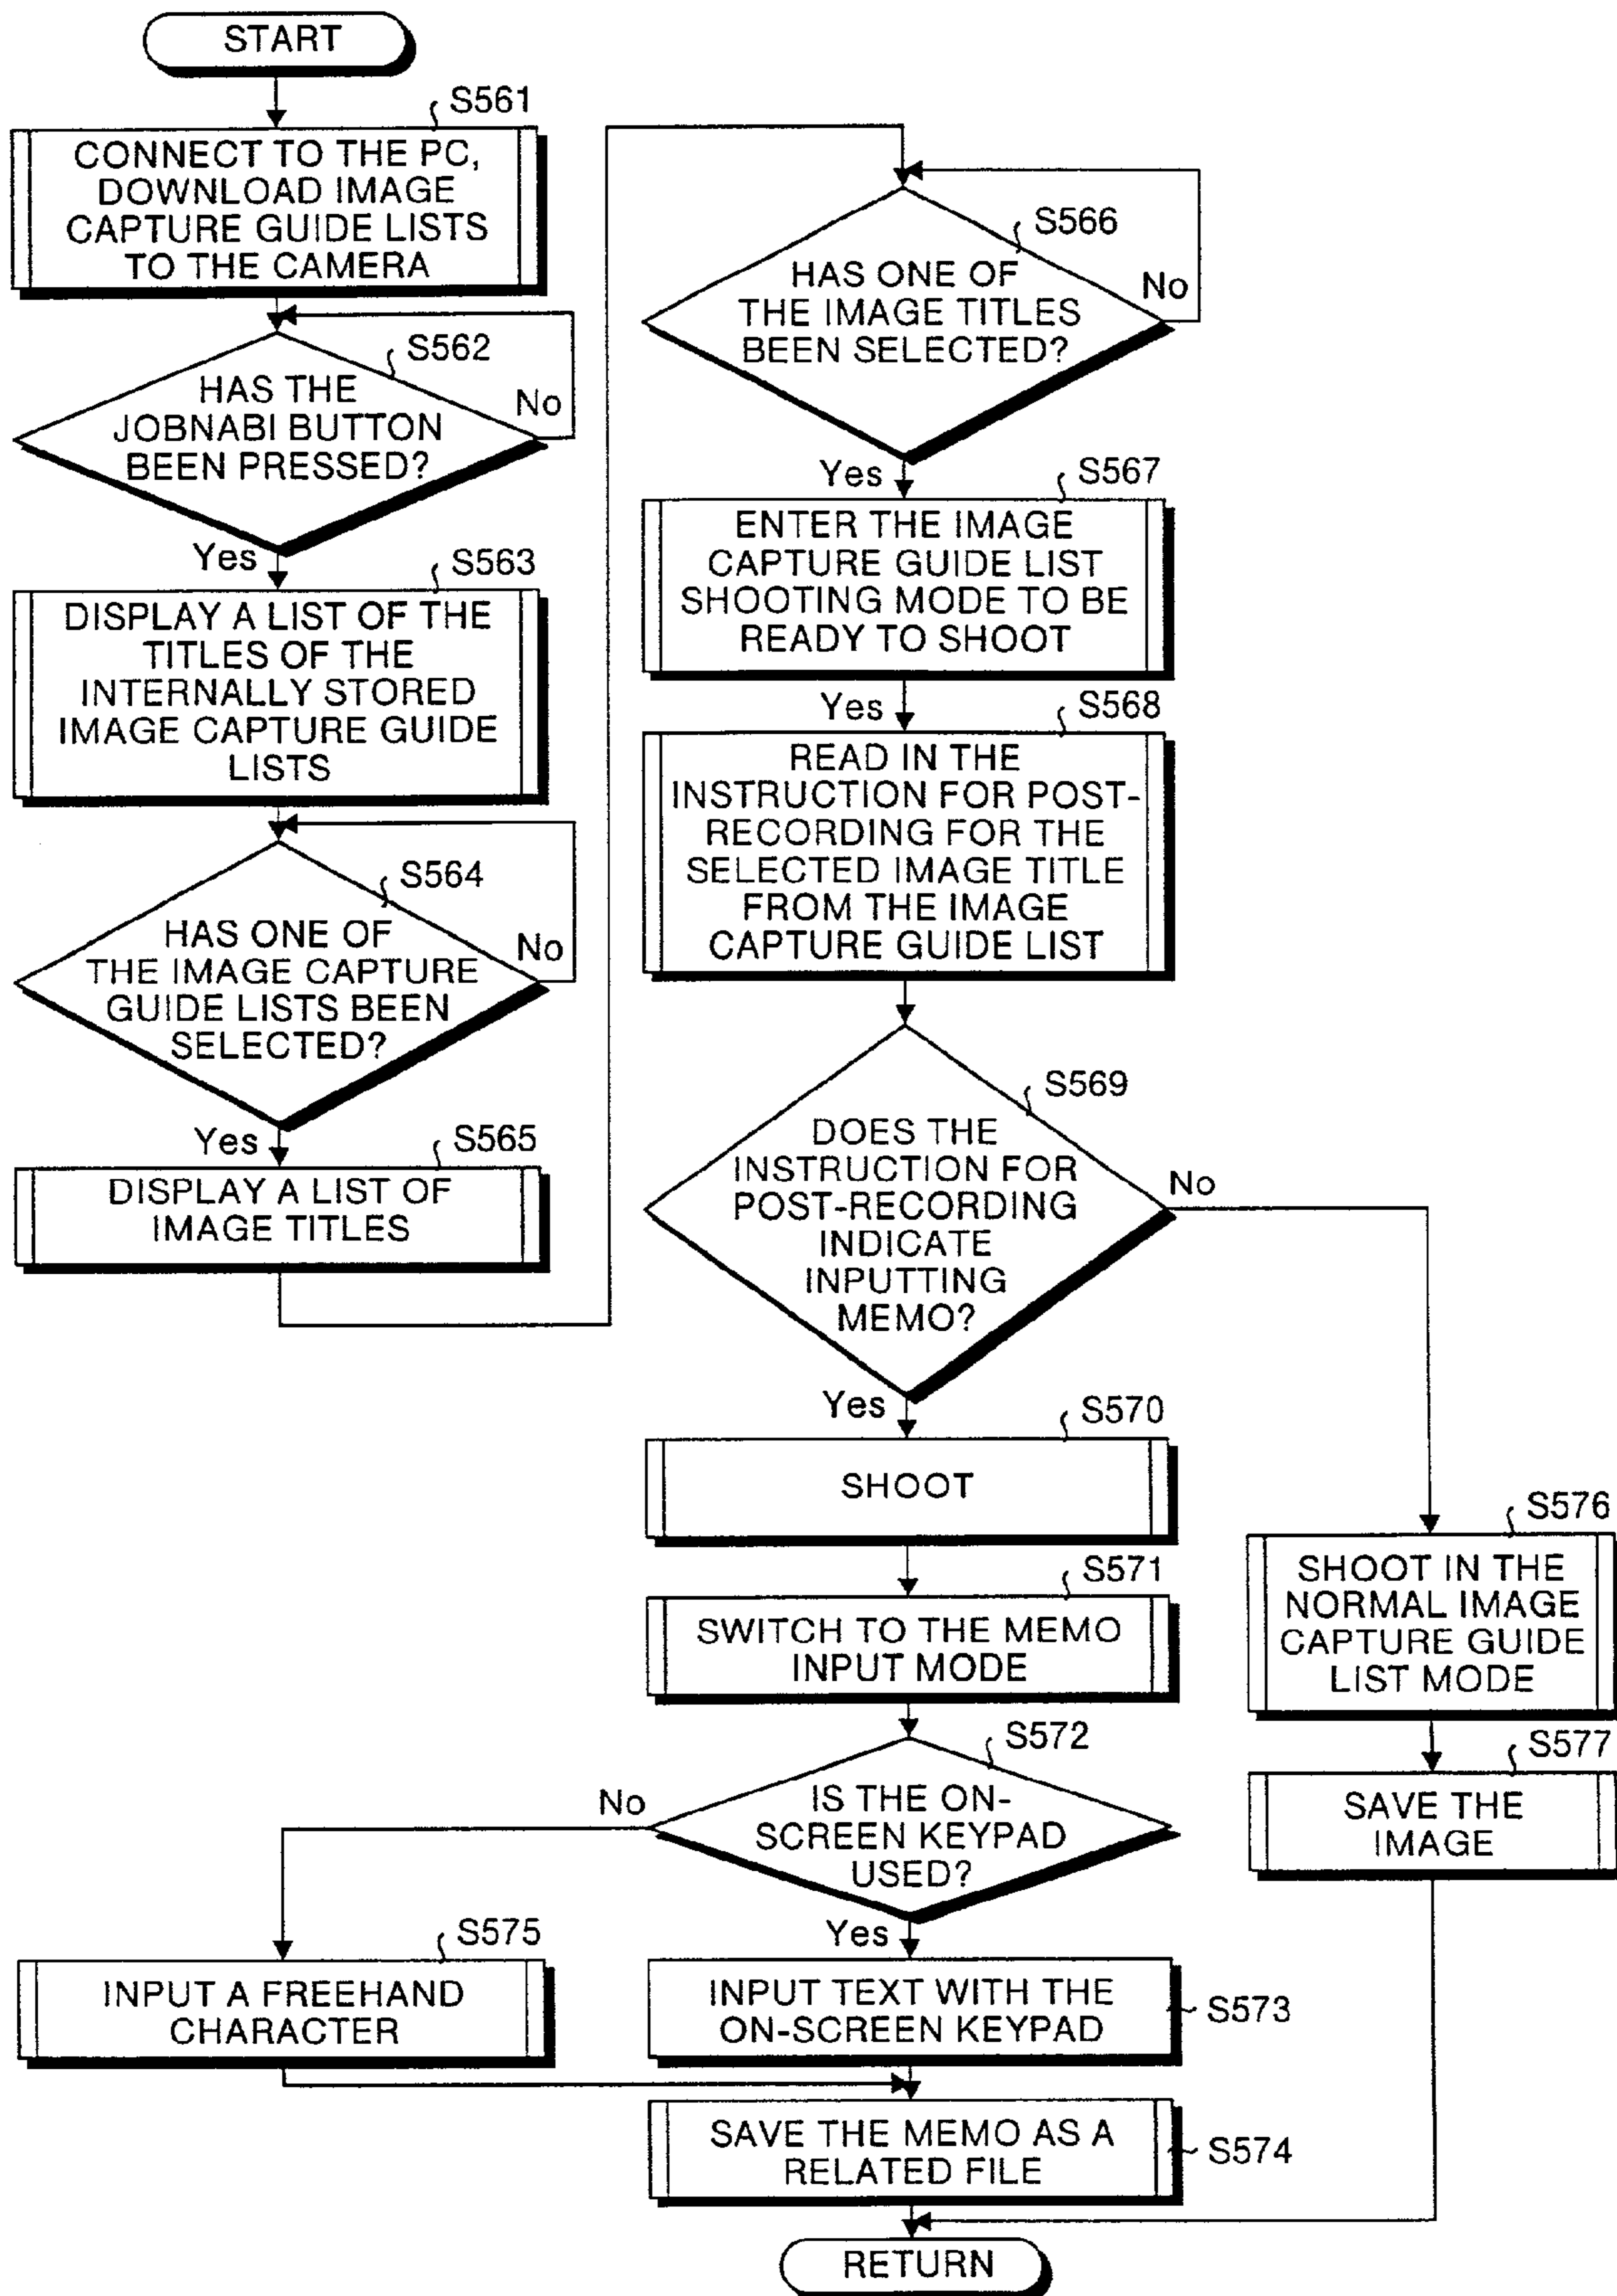 START
S561
CONNECT TO THE PC,
DOWNLOAD IMAGE
CAPTURE GUIDE LISTS
TO THE CAMERA
S562
HAS THE
JOBNABI BUTTON
BEEN PRESSED?
No
Yes
S563
DISPLAY A LIST OF THE
TITLES OF THE
INTERNALLY STORED
IMAGE CAPTURE GUIDE
LISTS
S564
HAS ONE OF
THE IMAGE CAPTURE
GUIDE LISTS BEEN
SELECTED?
No
Yes
S565
DISPLAY A LIST OF
IMAGE TITLES
S566
HAS ONE OF
THE IMAGE TITLES
BEEN SELECTED?
No
Yes
S567
ENTER THE IMAGE
CAPTURE GUIDE LIST
SHOOTING MODE TO BE
READY TO SHOOT
Yes
S568
READ IN THE
INSTRUCTION FOR POST-
RECORDING FOR THE
SELECTED IMAGE TITLE
FROM THE IMAGE
CAPTURE GUIDE LIST
S569
DOES THE
INSTRUCTION FOR
POST-RECORDING
INDICATE
INPUTTING
MEMO?
No
Yes
S570
SHOOT
S571
SWITCH TO THE MEMO
INPUT MODE
S572
IS THE ON-
SCREEN KEYPAD
USED?
No
Yes
S575
INPUT A FREEHAND
CHARACTER
INPUT TEXT WITH THE
ON-SCREEN KEYPAD
S573
SAVE THE MEMO AS A
RELATED FILE
S574
S576
SHOOT IN THE
NORMAL IMAGE
CAPTURE GUIDE
LIST MODE
S577
SAVE THE
IMAGE
RETURN